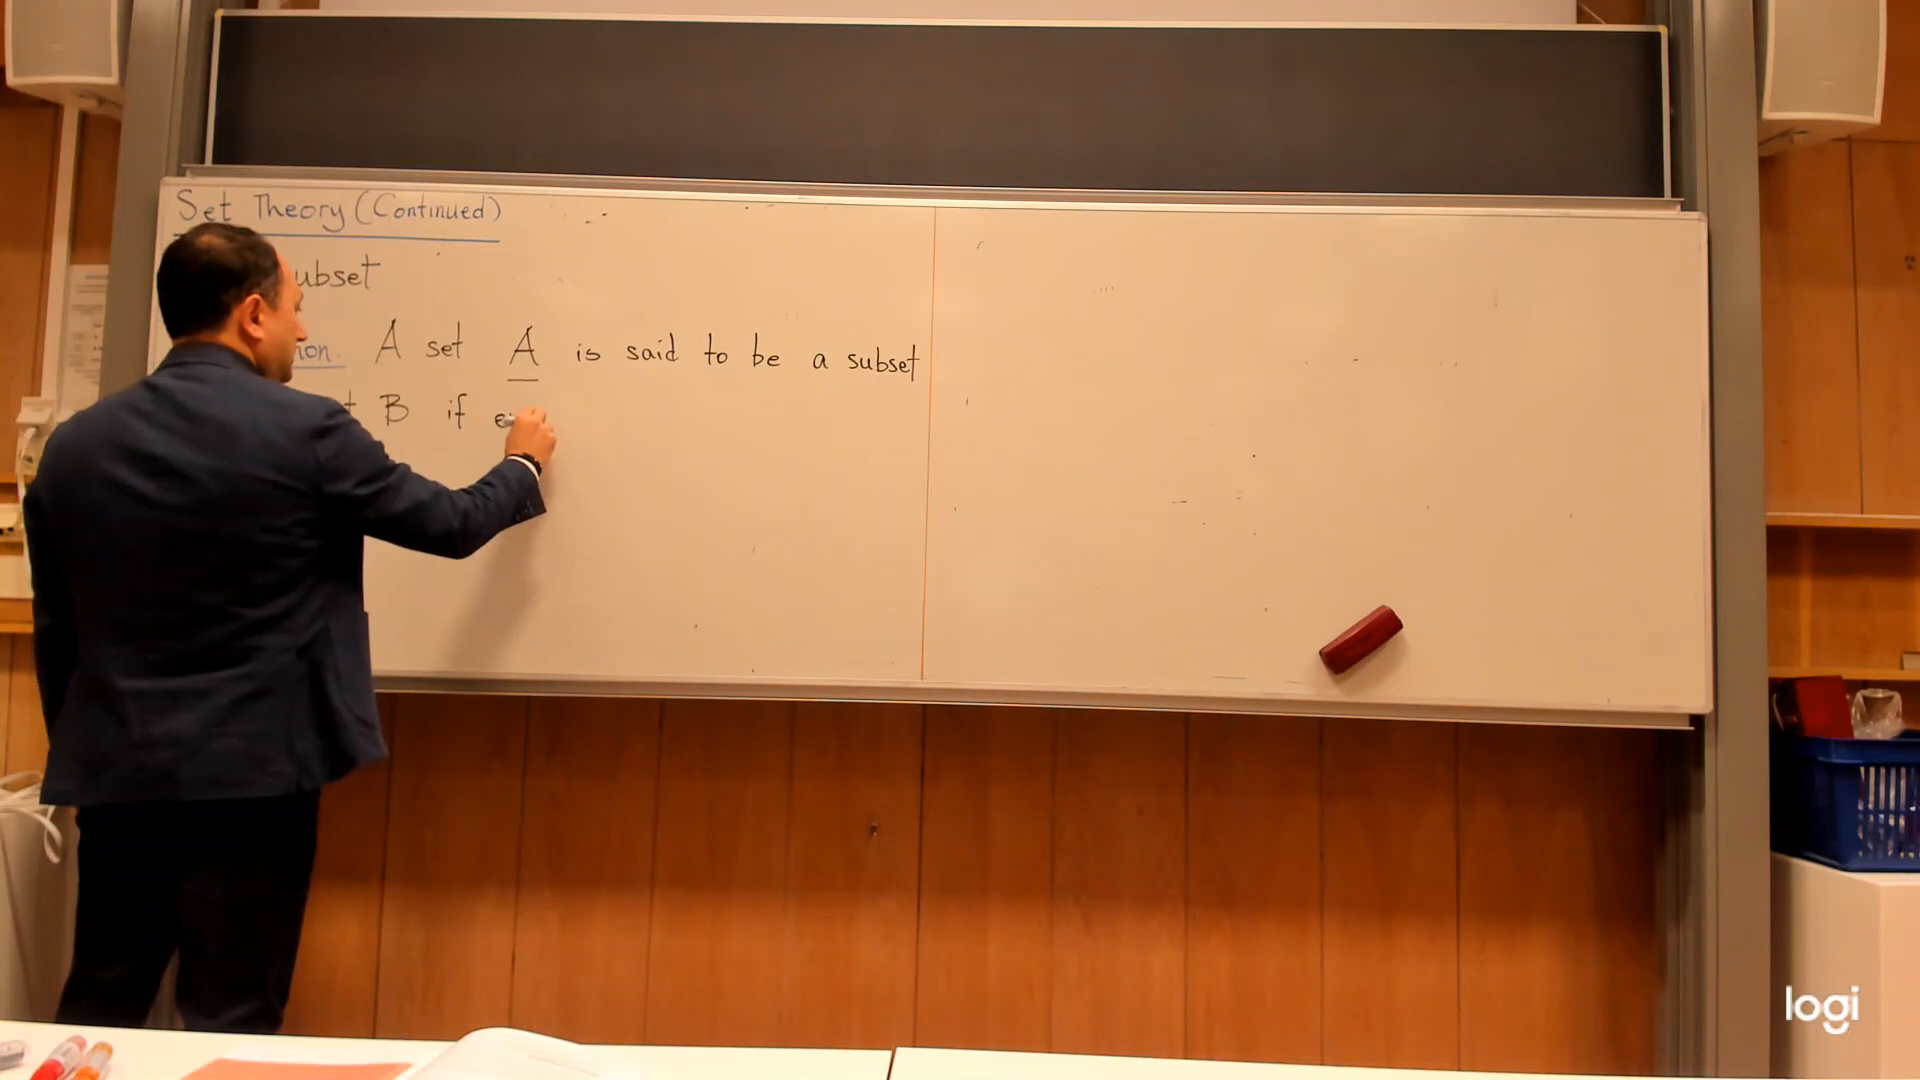 Set Theory (Continued)
ubset
ion. A set A is said to be a subset
t B if e
logi